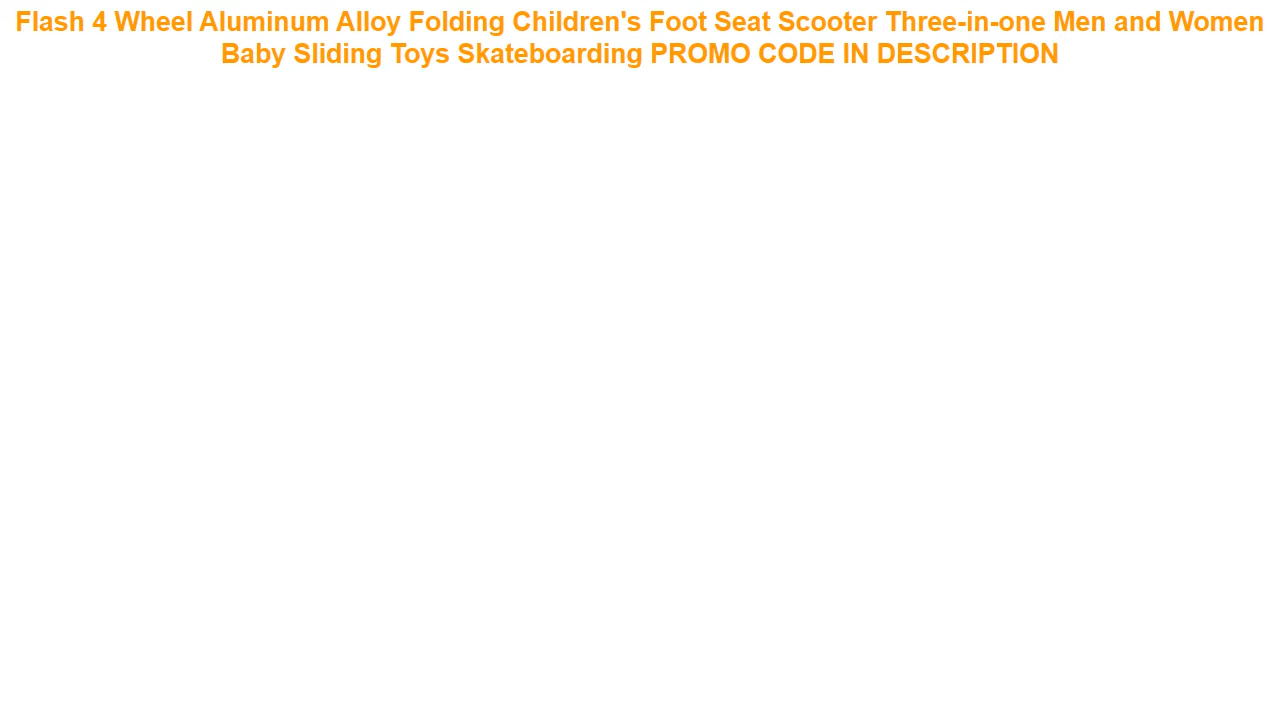 Flash 4 Wheel Aluminum Alloy Folding Children's Foot Seat Scooter Three-in-one Men and Women
Baby Sliding Toys Skateboarding PROMO CODE IN DESCRIPTION